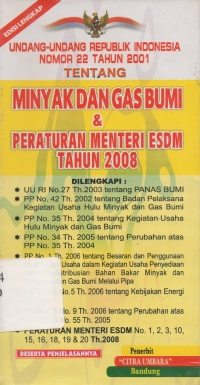 EDISI LENGKAP
UNDANG-UNDANG REPUBLIK INDONESIA
NOMOR 22 TAHUN 2001
TENTANG
MINYAK DAN GAS BUMI
&
PERATURAN MENTERI ESDM
TAHUN 2008
DILENGKAPI :
UU RI No.27 Th.2003 tentang PANAS BUMI
PP No. 42 Th. 2002 tentang Badan Pelaksana
Kegiatan Usaha Hulu Minyak dan Gas Bumi
PP No. 35 Th. 2004 tentang Kegiatan Usaha
Hulu Minyak dan Gas Bumi
PP No. 34 Th. 2005 tentang Perubahan atas
PP No. 35 Th. 2004
Th. 2006 tentang Besaran dan Penggunaan
Usaha dalam Kegiatan Usaha Penyediaan
Distribusian Bahan Bakar Minyak dan
Bumi Melalui Pipa
No.5 Th. 2006 tentang Kebijakan Energi
No. 9 Th. 2006 tentang Perubahan atas
No. 55 Th. 2005
PERATURAN MENTERI ESDM No. 1, 2, 3, 10,
15, 16, 18, 19 & 20 Th.2008
BESERTA PENJELASANNYA
Penerbit
"CITRA UMBARA"
Bandung